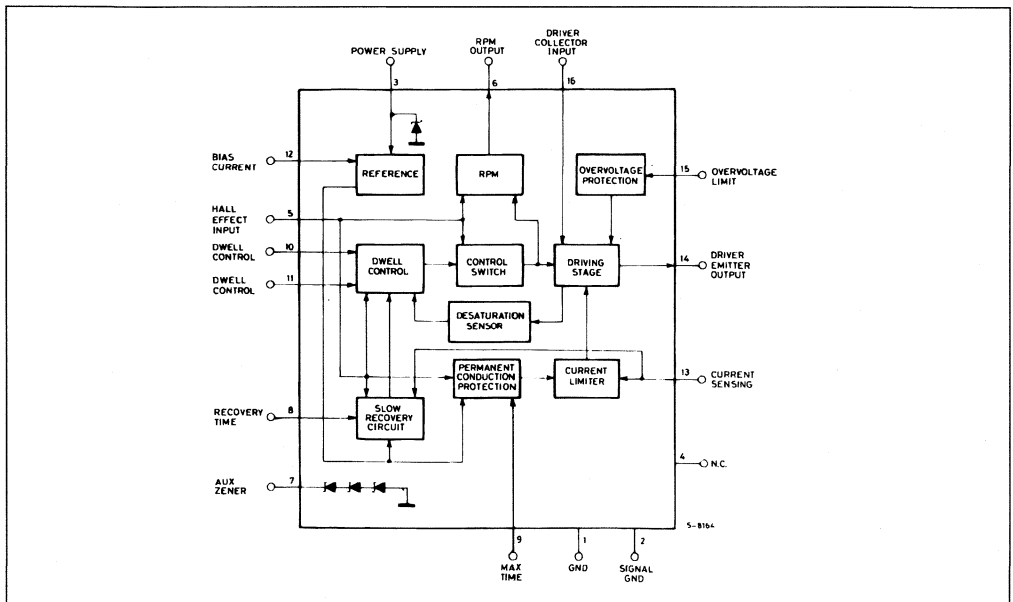 POWER SUPPLY
RPM
OUTPUT
DRIVER
COLLECTOR
INPUT
3
6
16
BIAS
CURRENT
12
REFERENCE
RPM
OVERVOLTAGE
PROTECTION
15
OVERVOLTAGE
LIMIT
HALL
EFFECT
INPUT
5
DWELL
CONTROL
10
DWELL
CONTROL
11
DWELL
CONTROL
CONTROL
SWITCH
DRIVING
STAGE
14
DRIVER
EMITTER
OUTPUT
DESATURATION
SENSOR
PERMANENT
CONDUCTION
PROTECTION
CURRENT
LIMITER
13
CURRENT
SENSING
RECOVERY
TIME
8
SLOW
RECOVERY
CIRCUIT
4
N.C.
AUX
ZENER
7
S-8164
9
1
2
MAX
TIME
GND
SIGNAL
GND